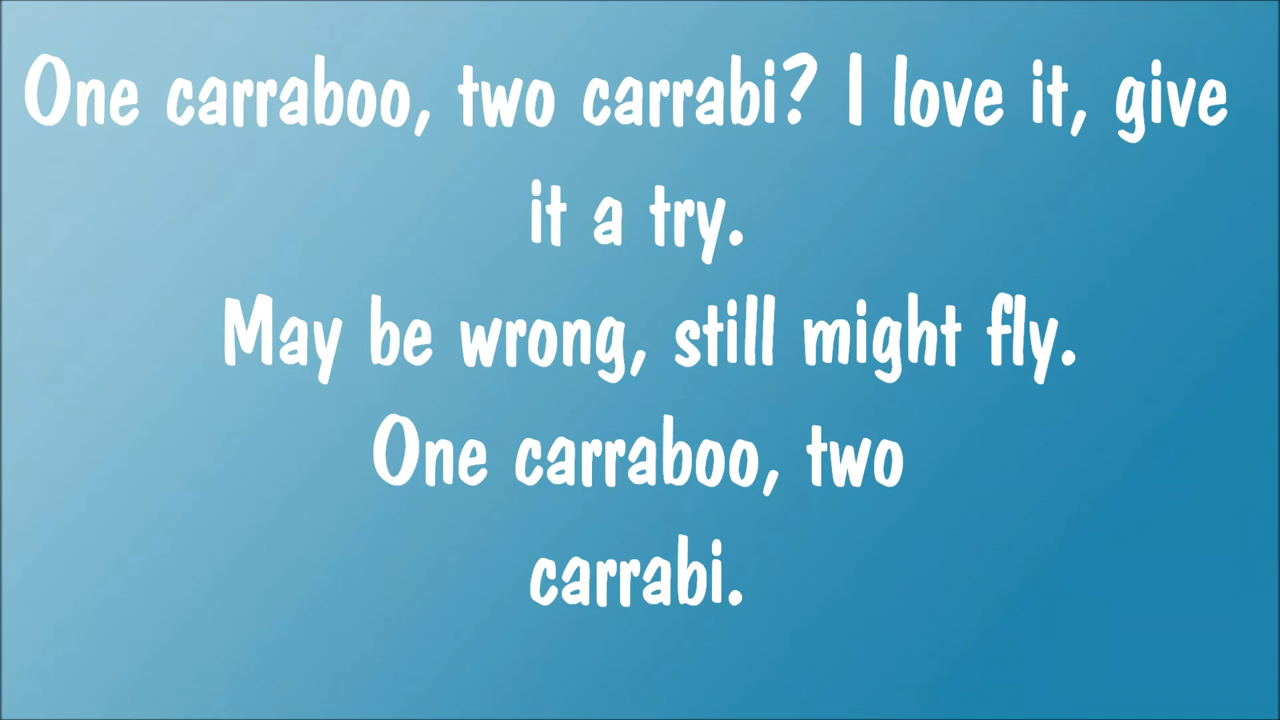 One carraboo, two carrabi? I love it, give
it a try.
May be wrong, still might fly.
One carraboo, two
carrabi.